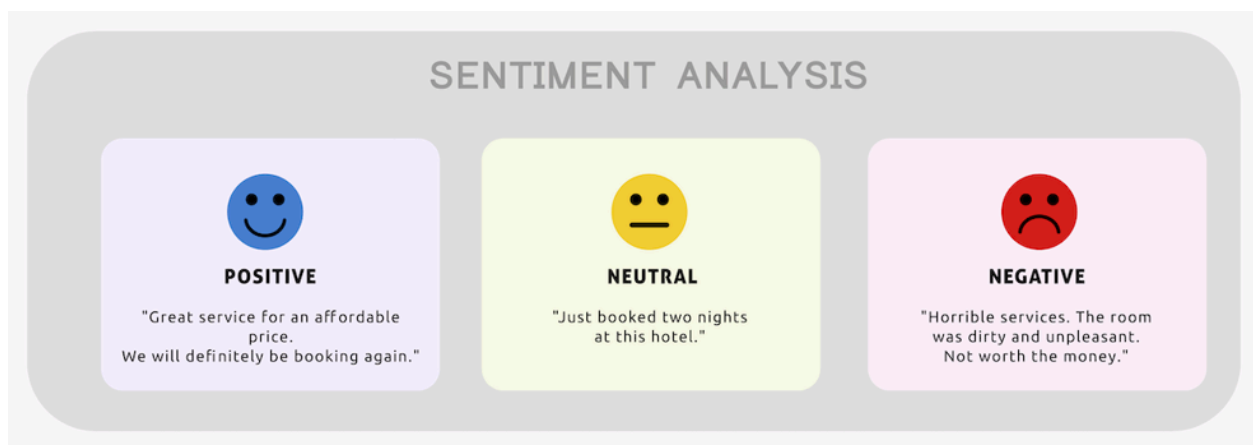 SENTIMENT ANALYSIS
POSITIVE
"Great service for an affordable
price.
We will definitely be booking again."
NEUTRAL
"Just booked two nights
at this hotel."
NEGATIVE
"Horrible services. The room
was dirty and unpleasant.
Not worth the money."